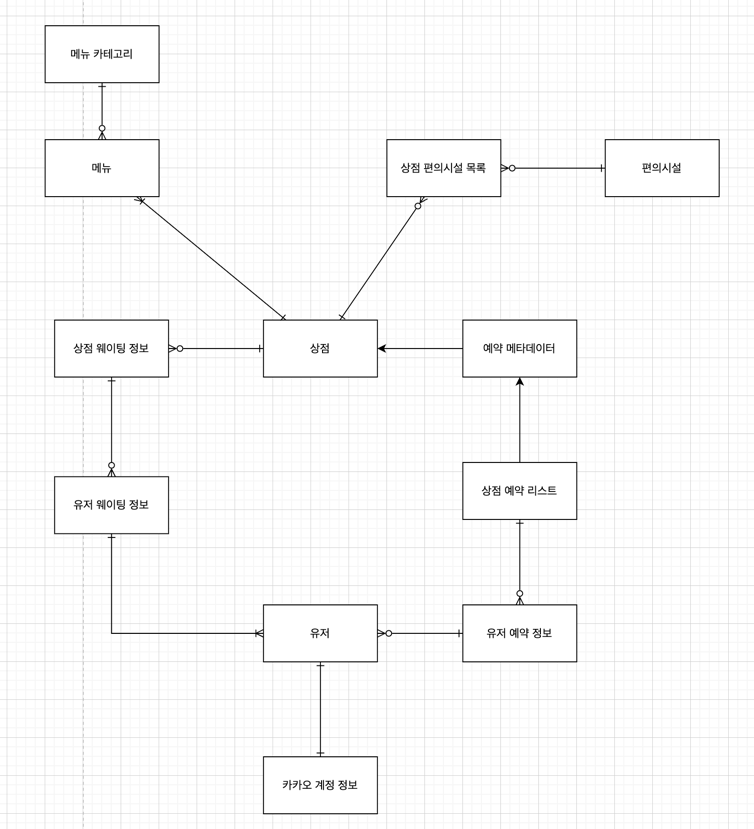 메뉴 카테고리
메뉴
상점 편의시설 목록
편의시설
상점 웨이팅 정보
상점
예약 메타데이터
유저 웨이팅 정보
상점 예약 리스트
유저
유저 예약 정보
카카오 계정 정보